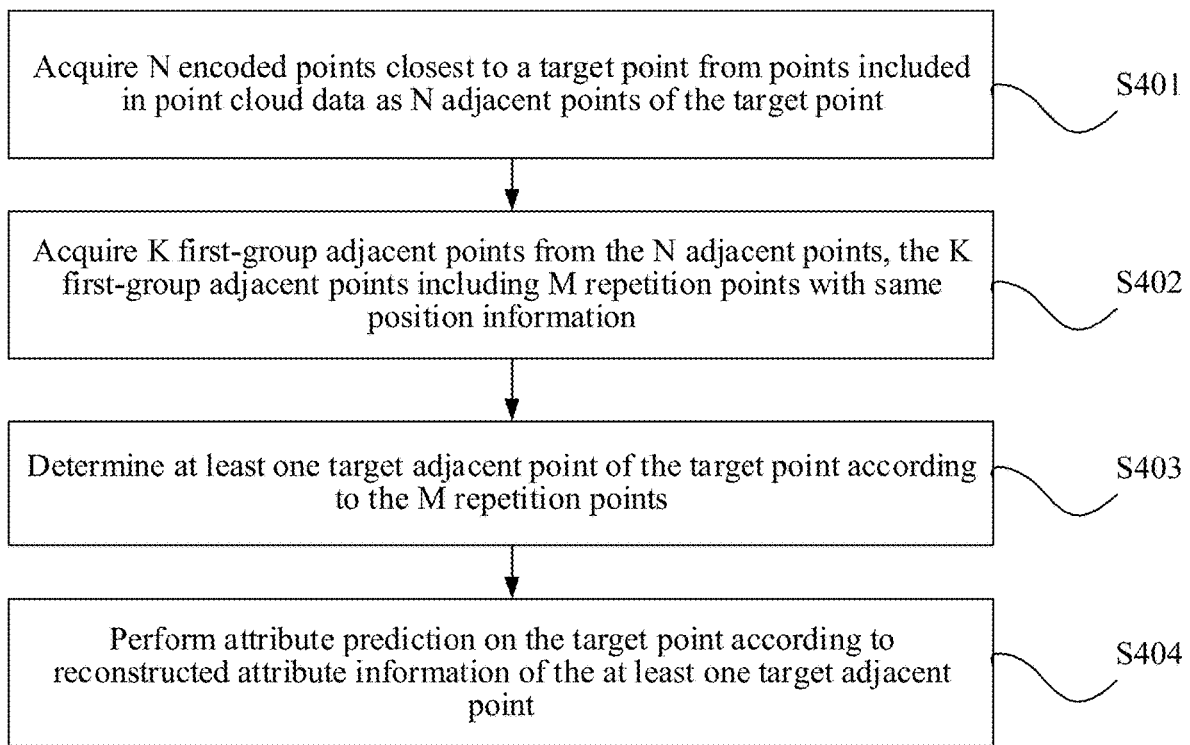 Acquire N encoded points closest to a target point from points included
in point cloud data as N adjacent points of the target point
S401
Acquire K first-group adjacent points from the N adjacent points, the K
first-group adjacent points including M repetition points with same
position information
S402
Determine at least one target adjacent point of the target point according
to the M repetition points
S403
Perform attribute prediction on the target point according to
reconstructed attribute information of the at least one target adjacent
point
S404